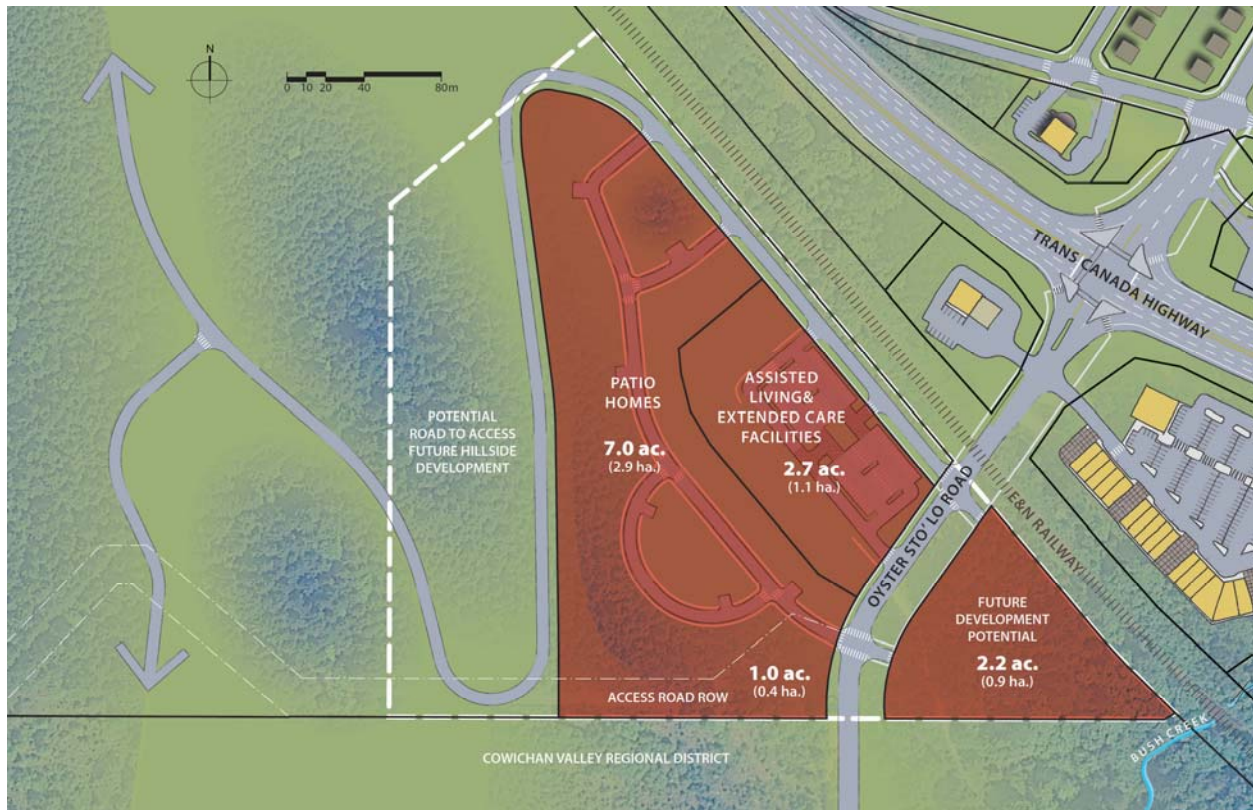 N
0 10 20 40 80m
TRANS CANADA HIGHWAY
POTENTIAL
ROAD TO ACCESS
FUTURE HILLSIDE
DEVELOPMENT
PATIO
HOMES
7.0 ac.
(2.9 ha.)
ASSISTED
LIVING&
EXTENDED CARE
FACILITIES
2.7 ac.
(1.1 ha.)
OYSTER STO'LO ROAD
E&N RAILWAY
FUTURE
DEVELOPMENT
POTENTIAL
2.2 ac.
(0.9 ha.)
1.0 ac.
(0.4 ha.)
ACCESS ROAD ROW
COWICHAN VALLEY REGIONAL DISTRICT
BUSH CREEK